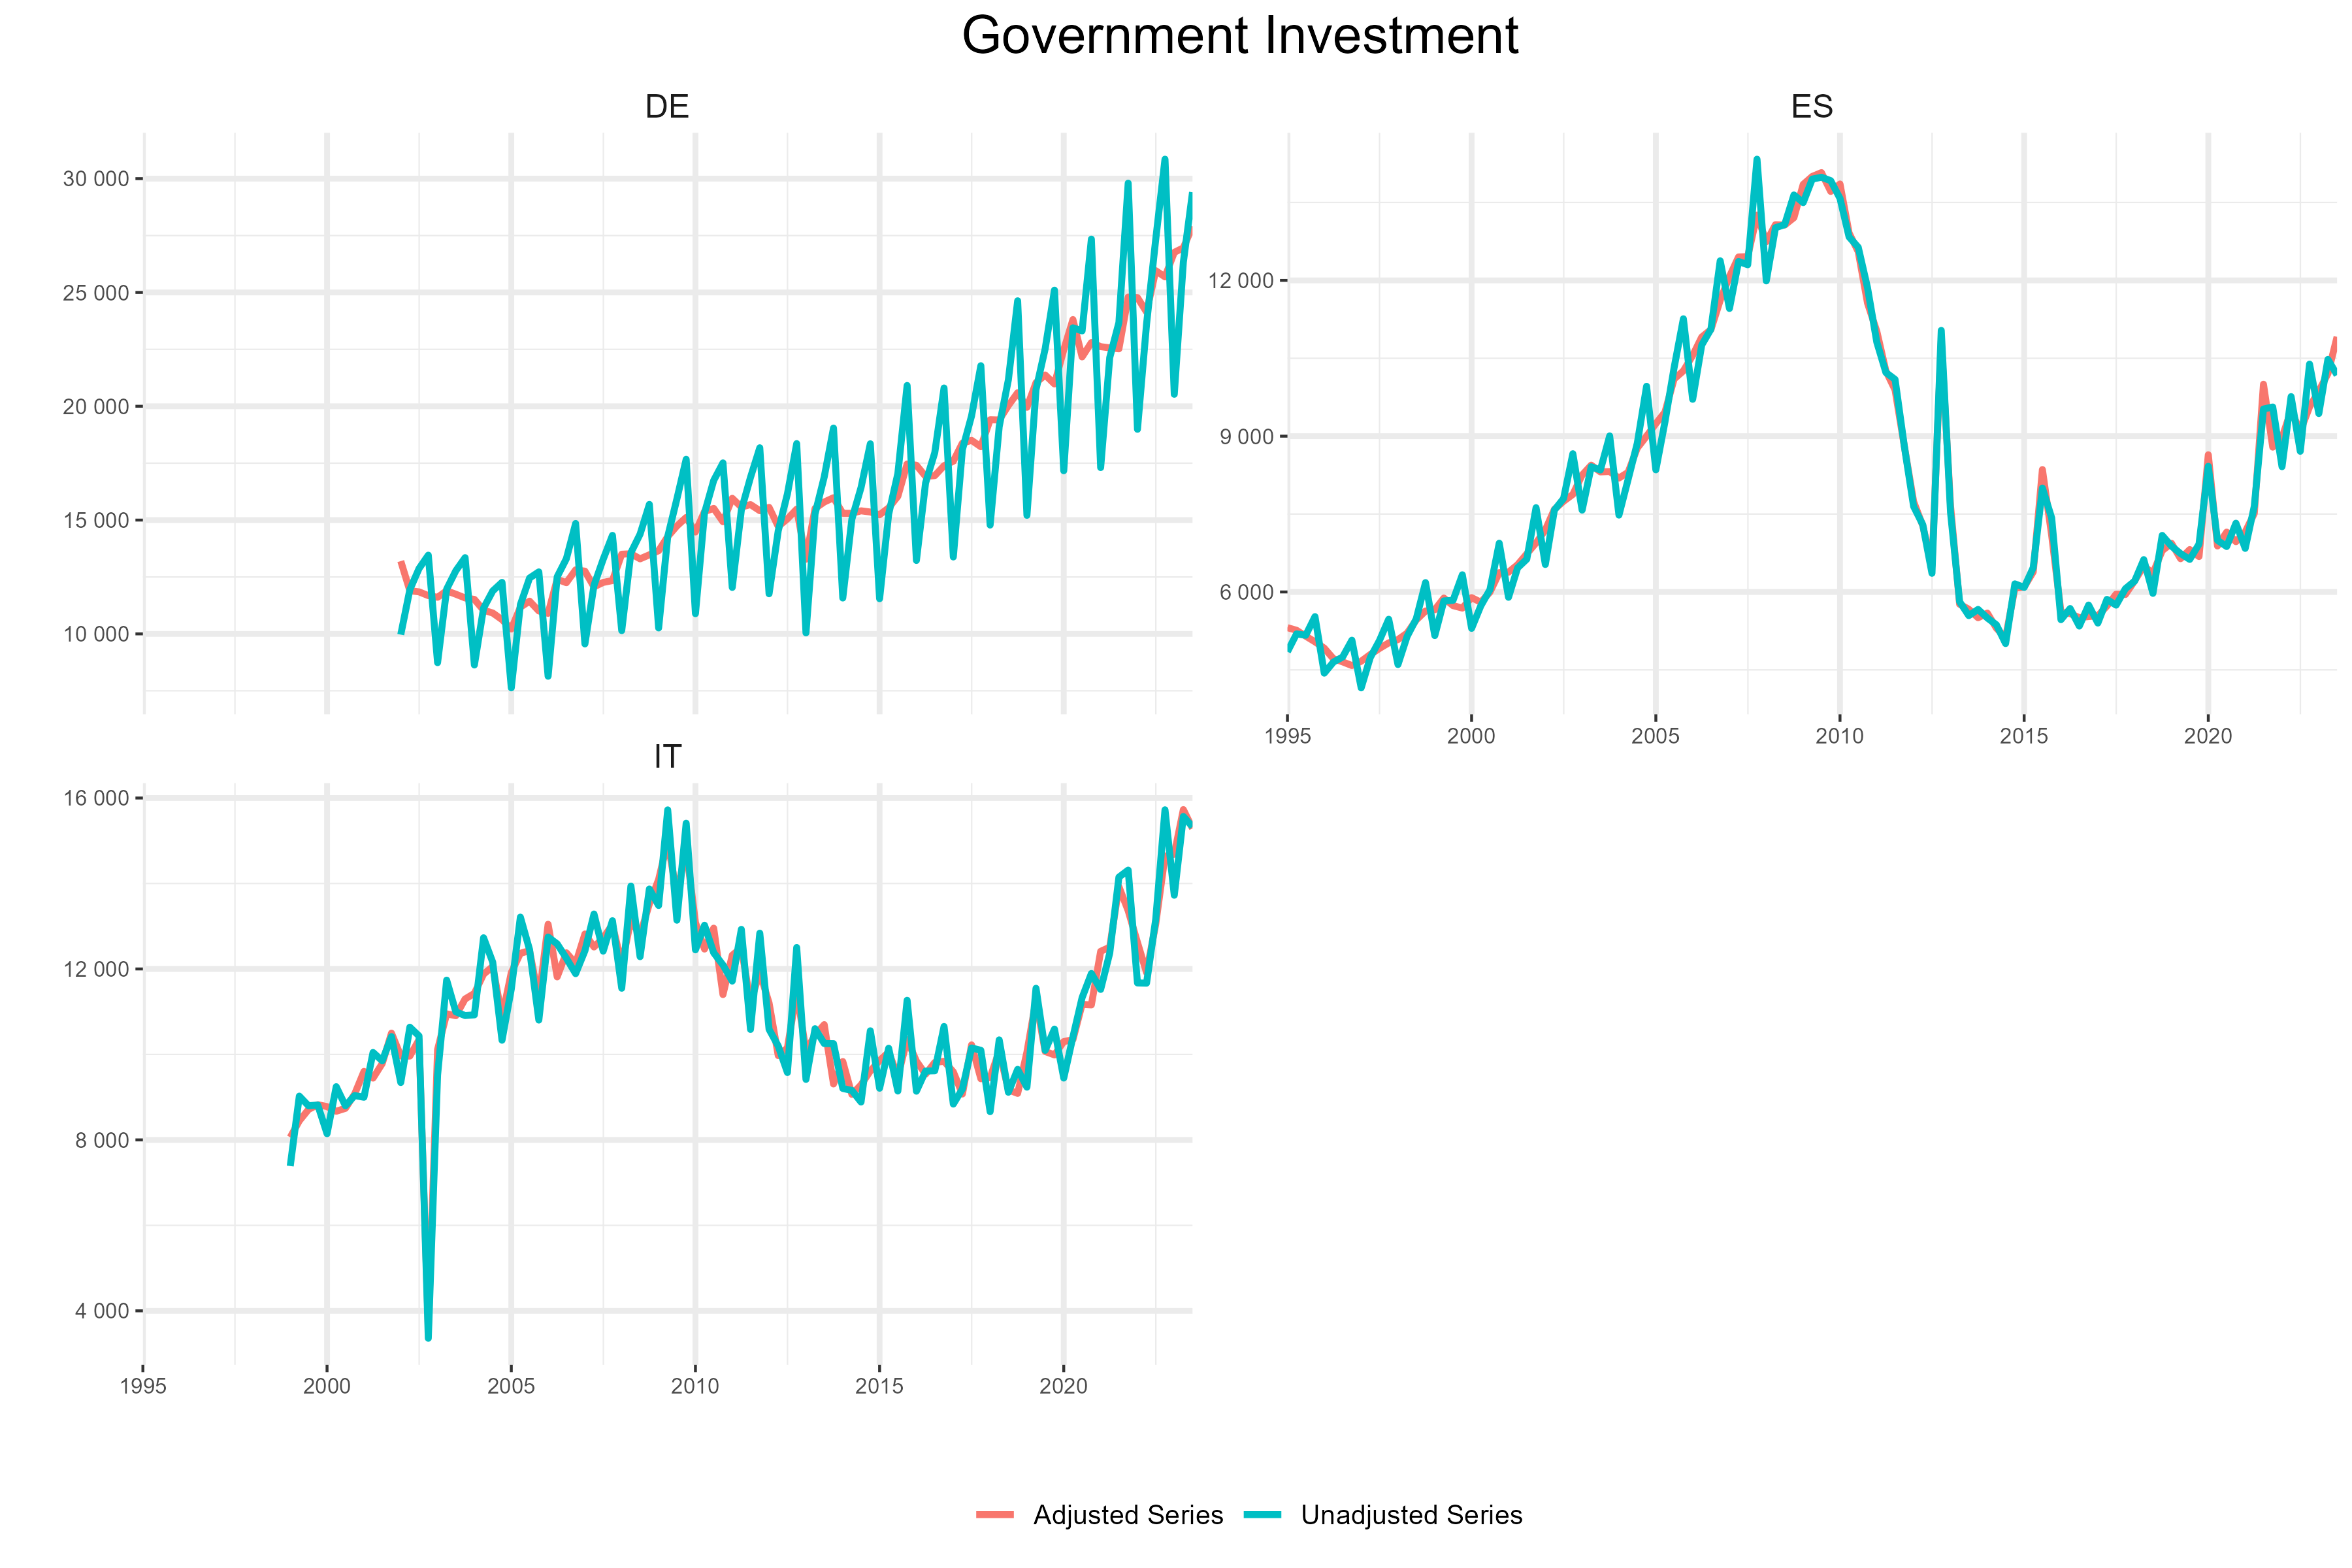 Government Investment
DE
30 000
25 000
20 000
15 000
10 000
ES
12 000
9 000
6 000
1995 2000 2005 2010 2015 2020
IT
16 000
12 000
8 000
4 000
1995 2000 2005 2010 2015 2020
Adjusted Series Unadjusted Series